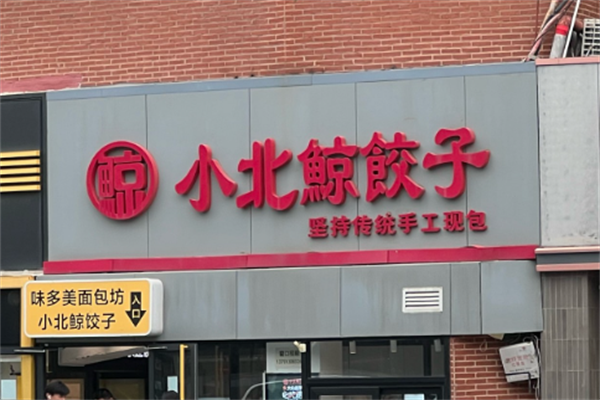 鲸
小北鲸餃子
坚持传统手工现包
味多美面包坊
小北鲸饺子
入口